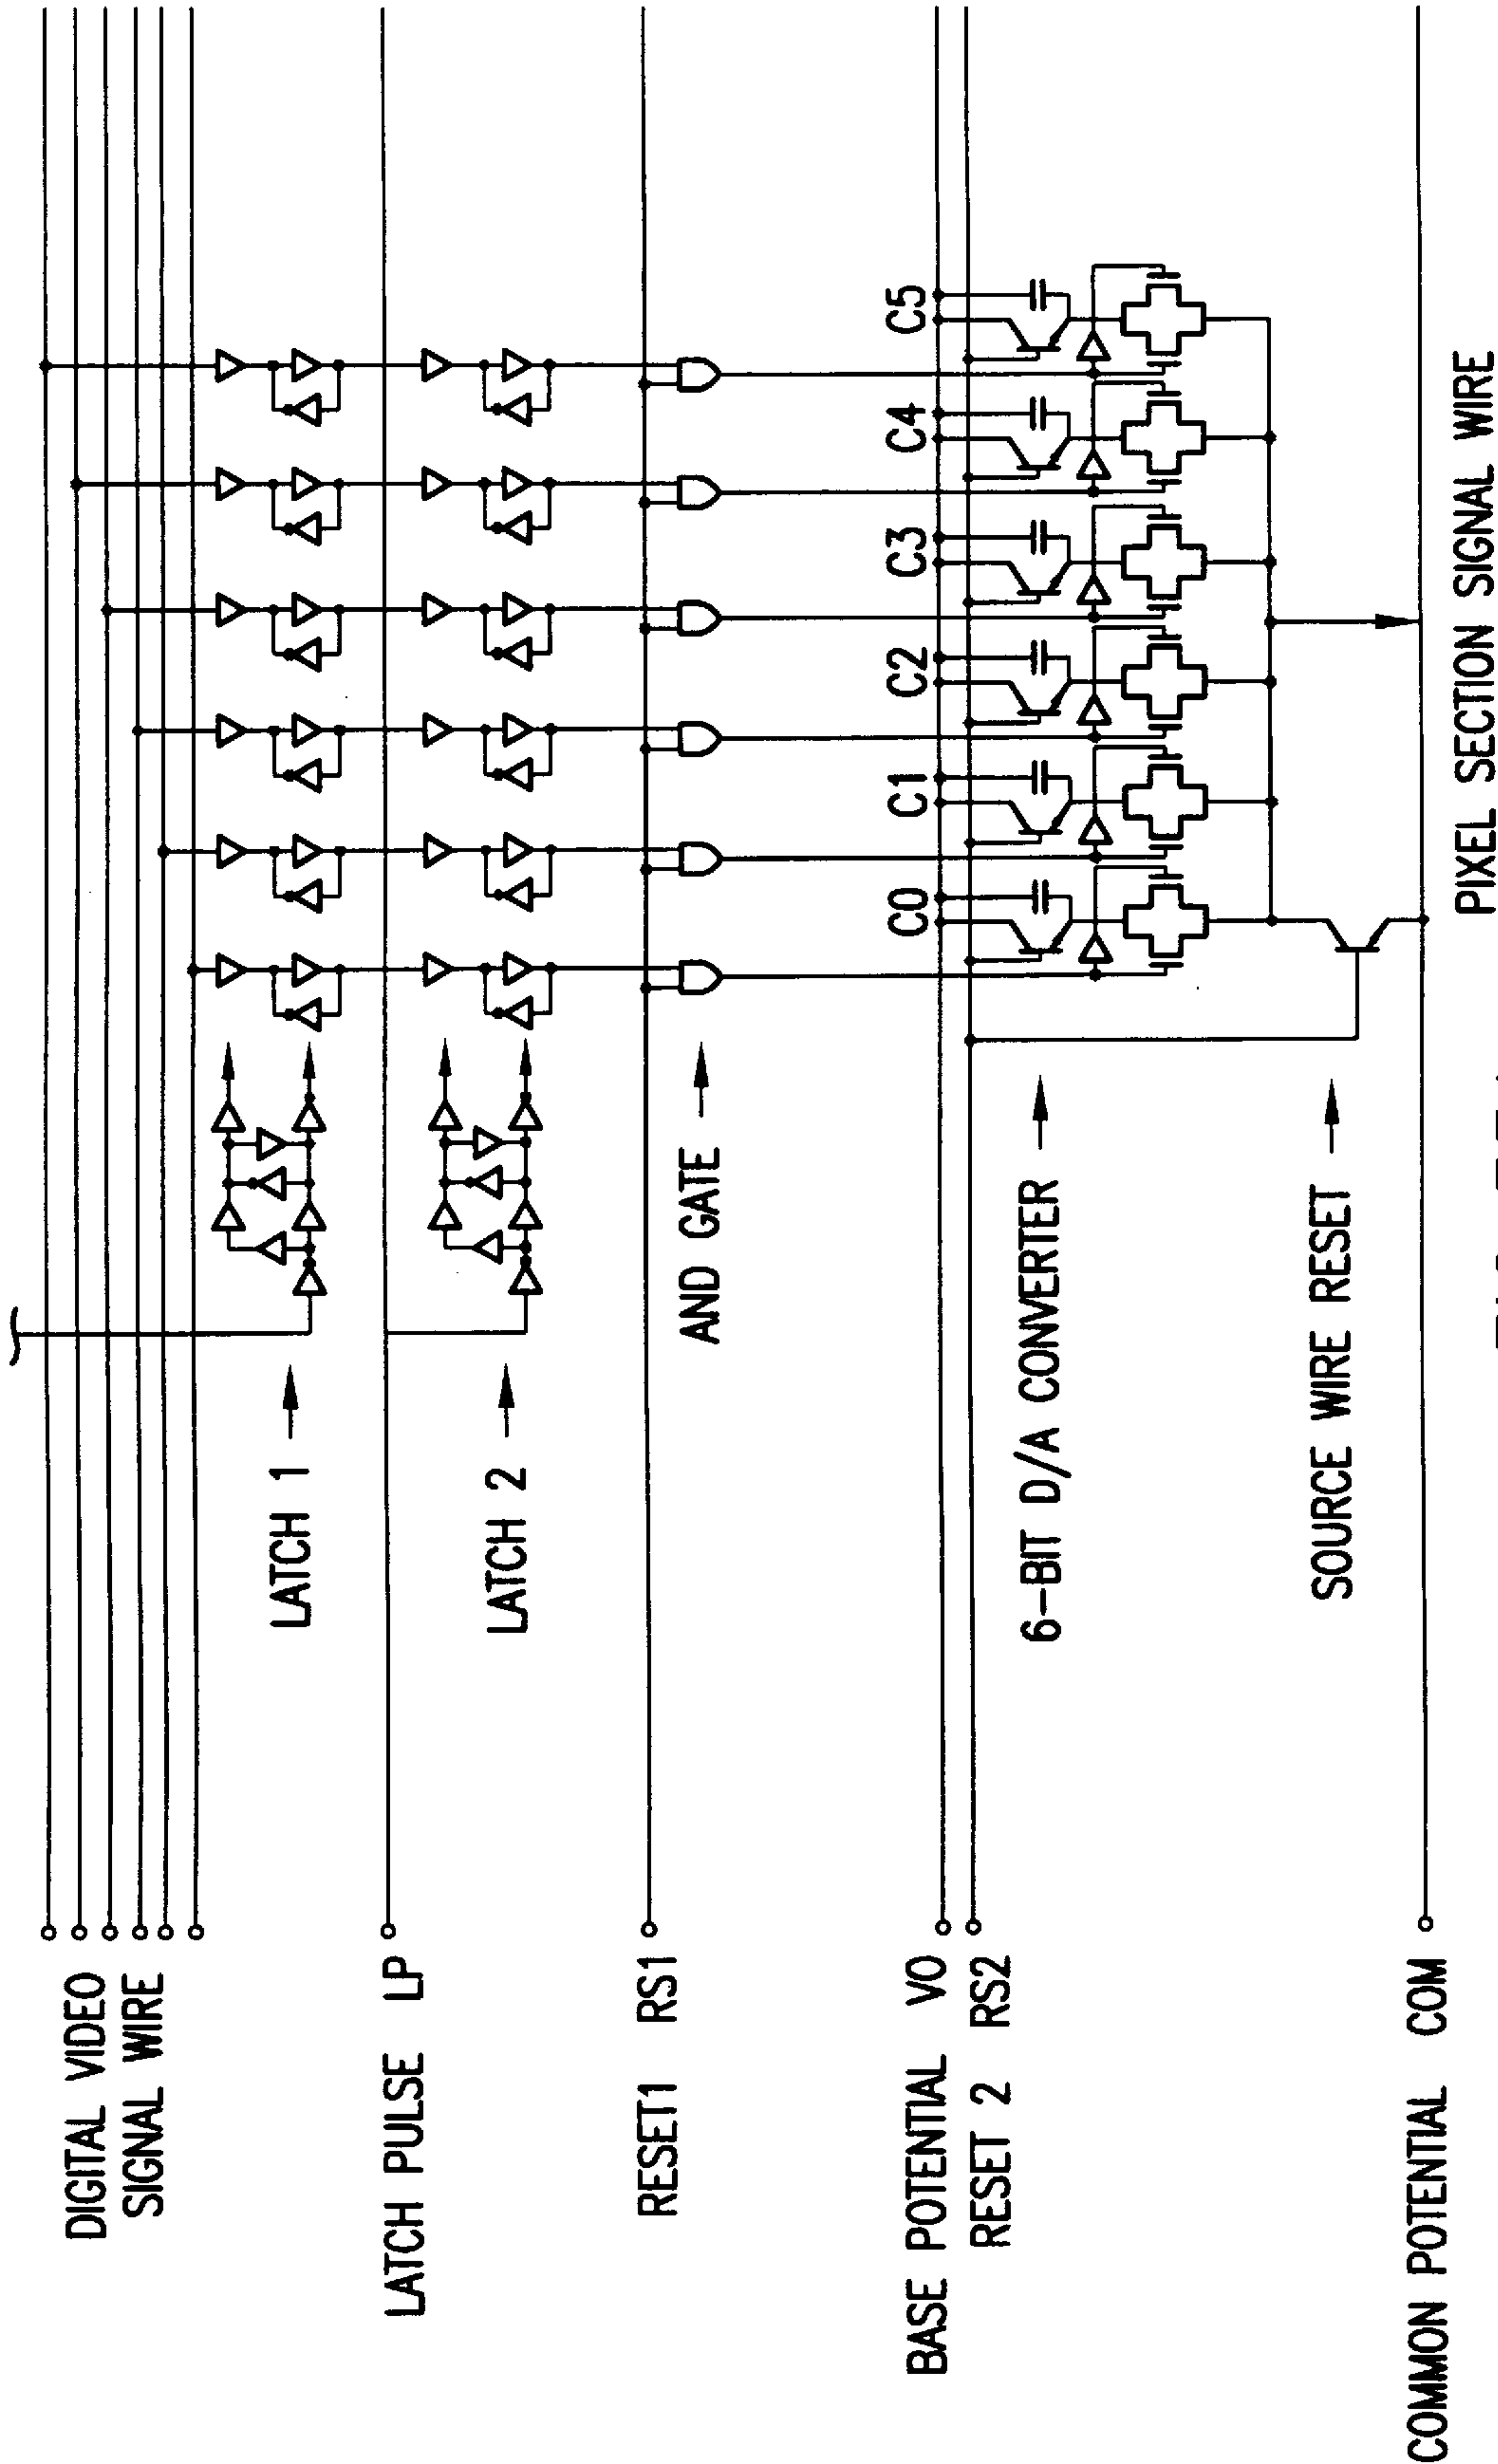 DIGITAL VIDEO
SIGNAL WIRE
LATCH PULSE LP
RESET1 RS1
BASE POTENTIAL V0
RESET 2 RS2
COMMON POTENTIAL COM
LATCH 1
LATCH 2
AND GATE
6-BIT D/A CONVERTER
SOURCE WIRE RESET
C0
C1
C2
C3
C4
C5
PIXEL SECTION SIGNAL WIRE